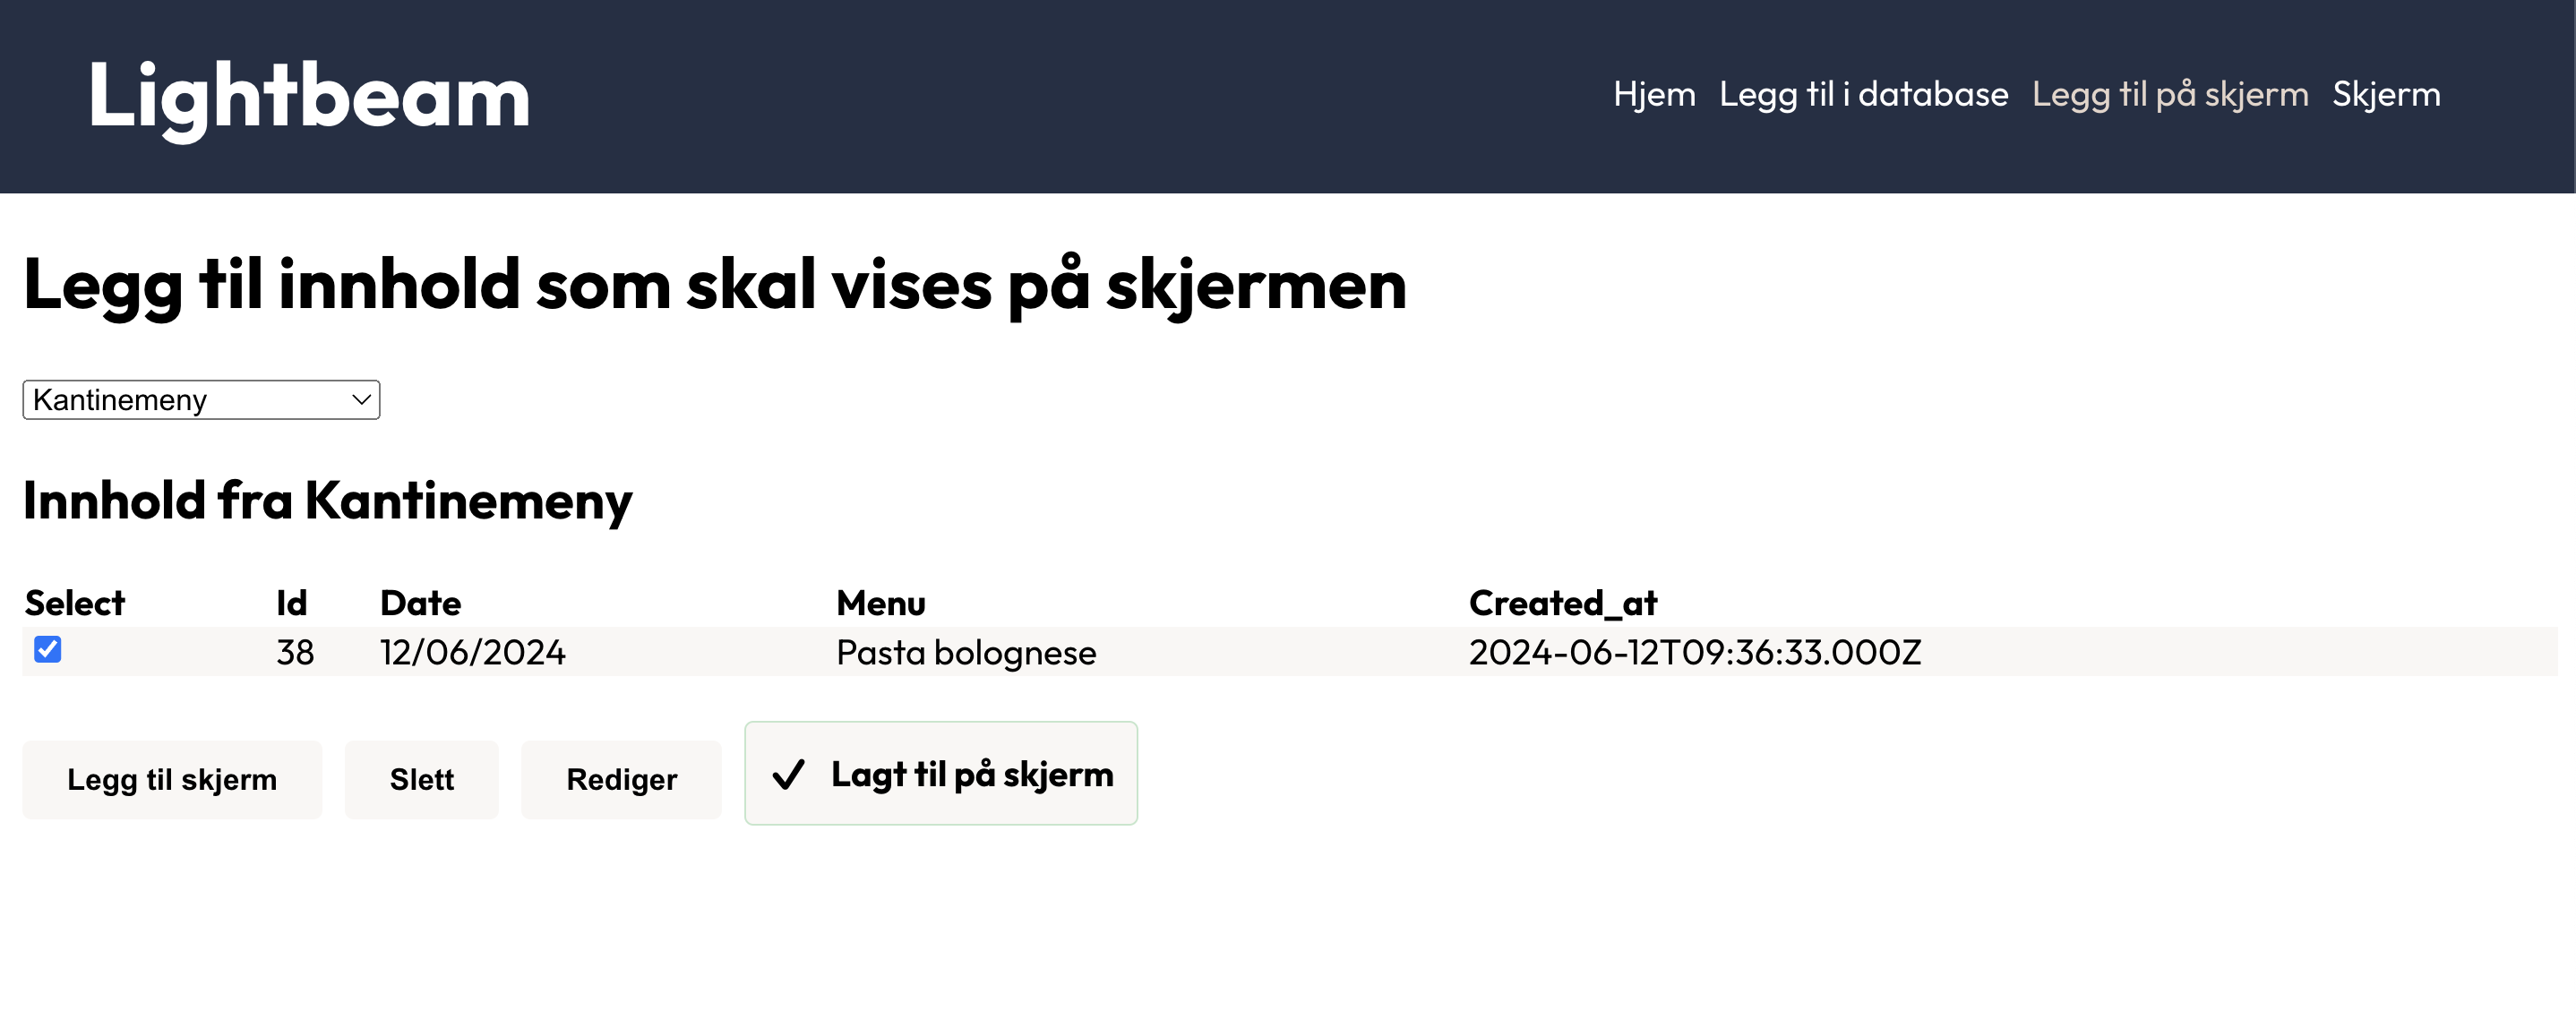 Lightbeam
Hjem Legg til i database Legg til på skjerm Skjerm
Legg til innhold som skal vises på skjermen
Kantinemeny
Innhold fra Kantinemeny
Select Id Date Menu Created_at
38 12/06/2024 Pasta bolognese 2024-06-12T09:36:33.000Z
Legg til skjerm Slett Rediger Lagt til på skjerm